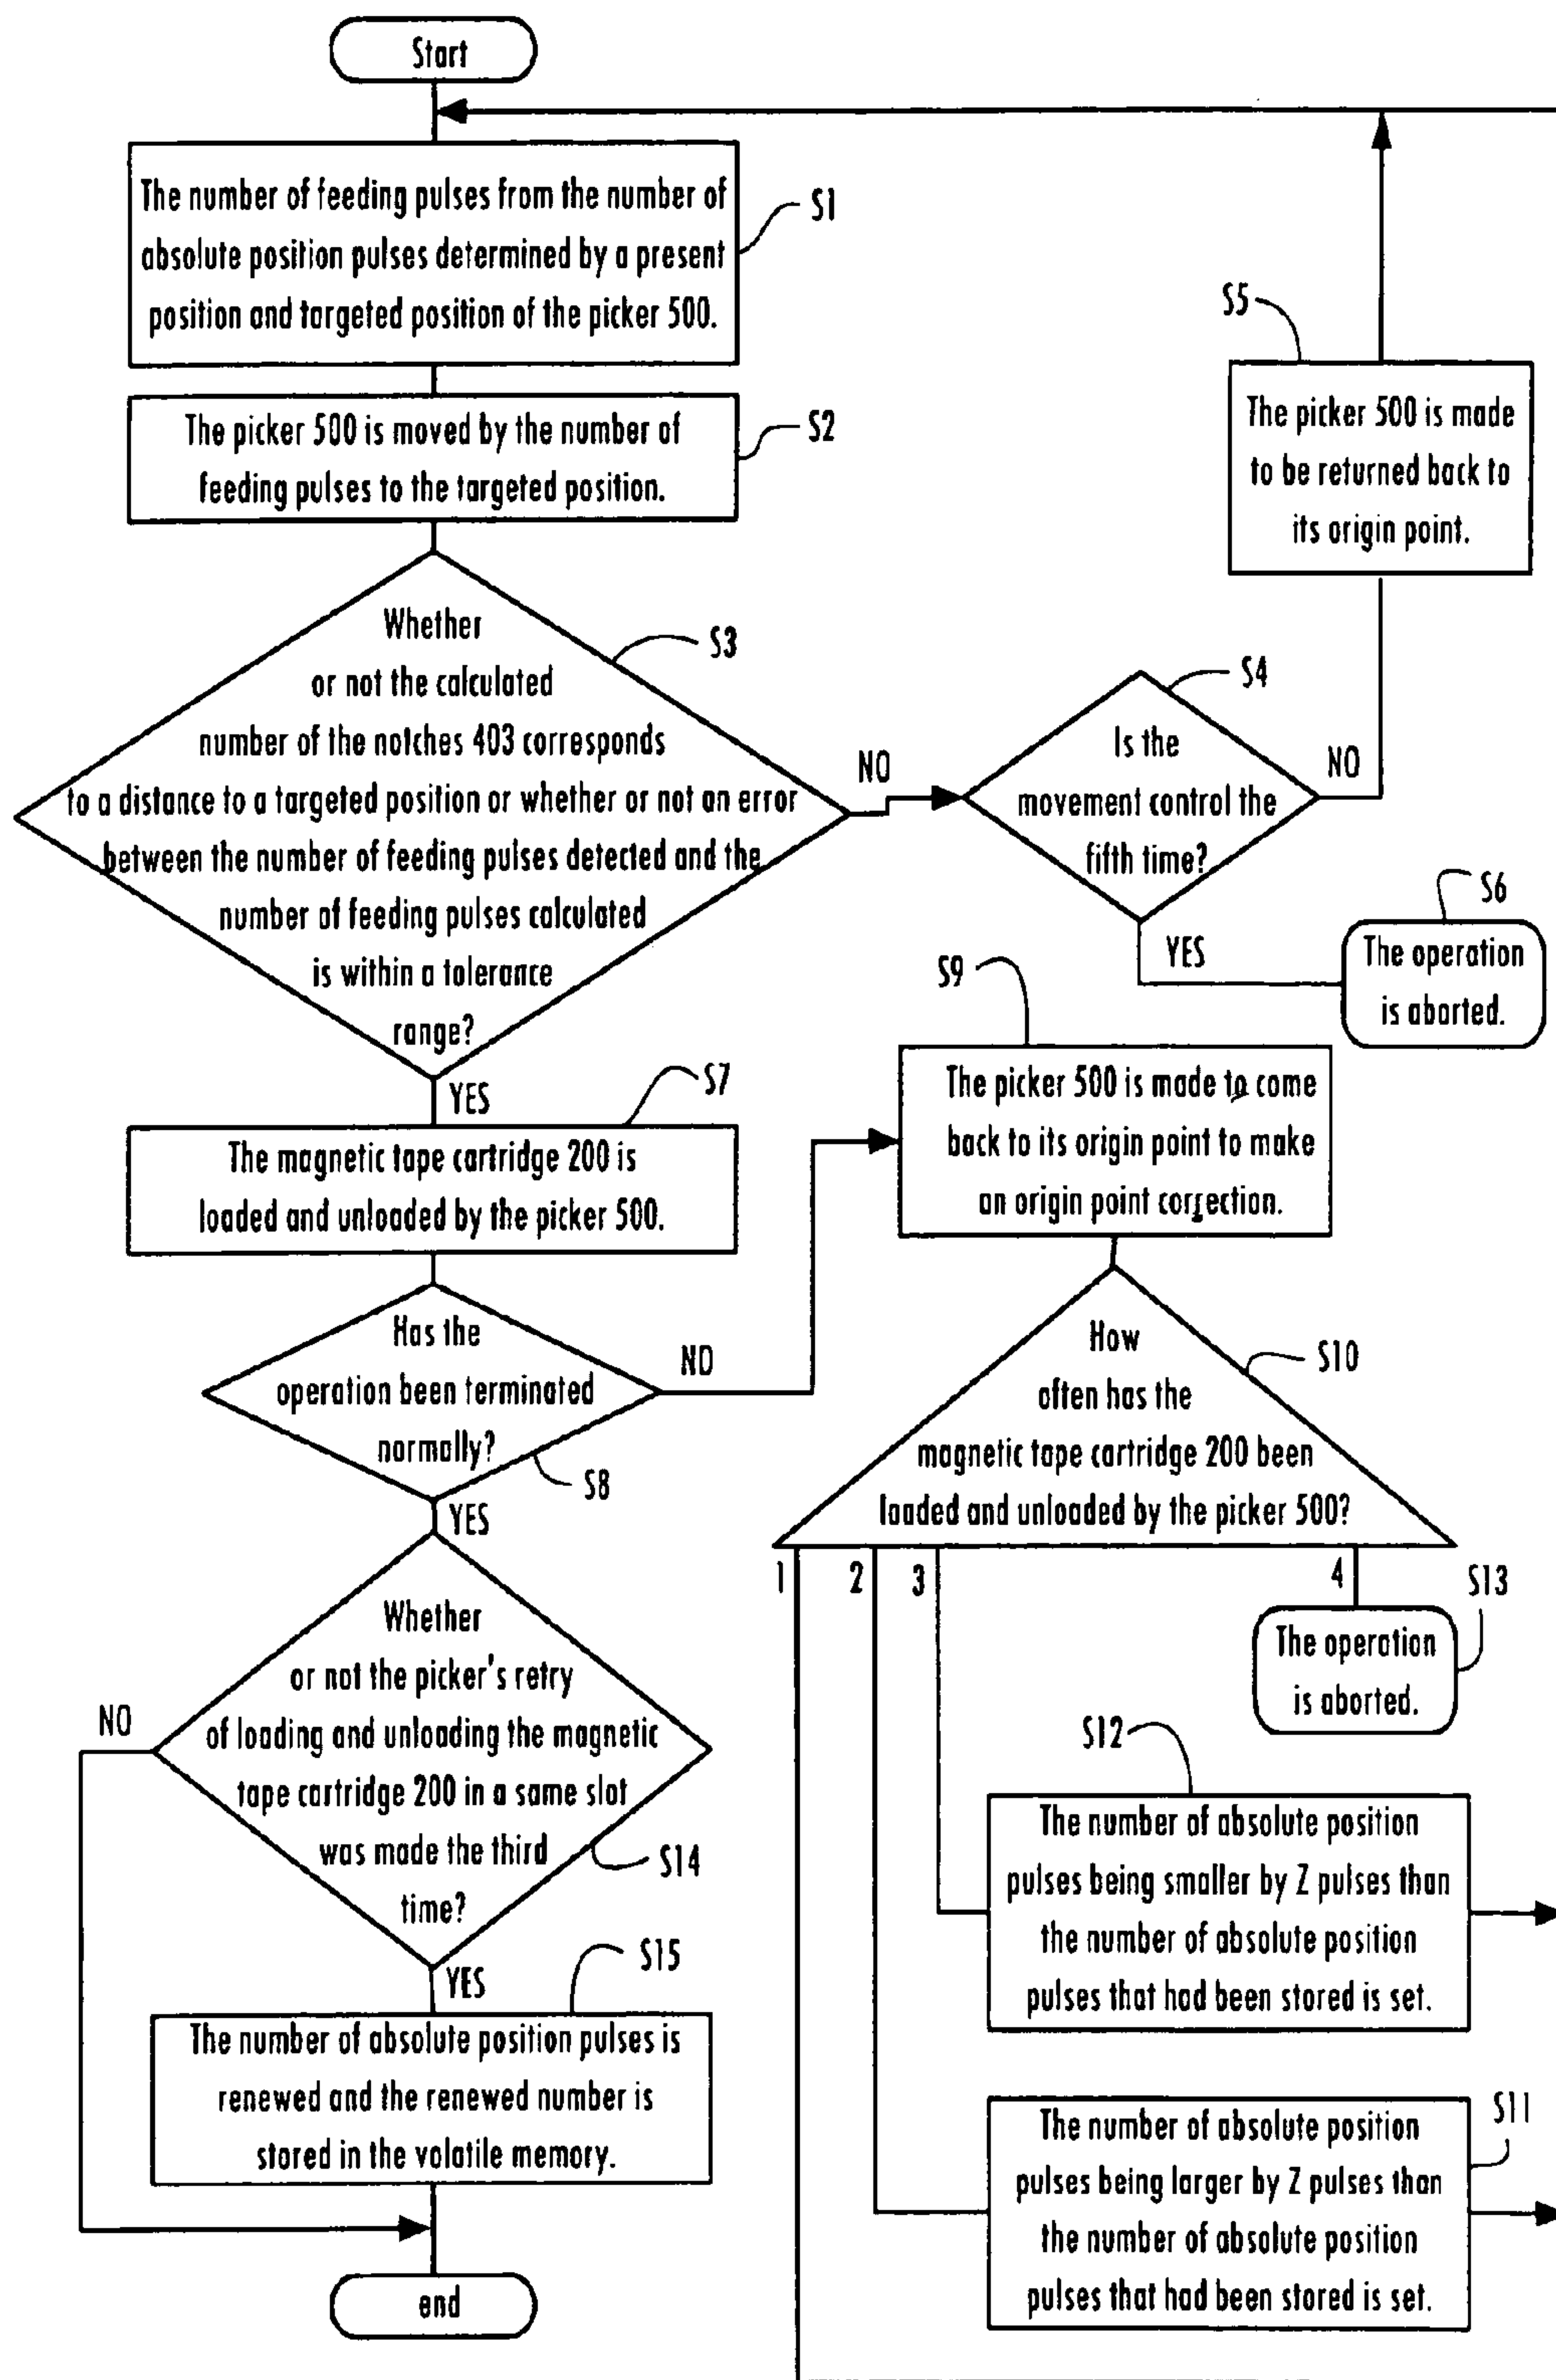 Start
The number of feeding pulses from the number of
absolute position pulses determined by a present
position and targeted position of the picker 500.
S1
The picker 500 is moved by the number of
feeding pulses to the targeted position.
S2
Whether
or not the calculated
number of the notches 403 corresponds
to a distance to a targeted position or whether or not an error
between the number of feeding pulses detected and the
number of feeding pulses calculated
is within a tolerance
range?
S3
NO
YES
Is the
movement control the
fifth time?
S4
NO
YES
S5
The picker 500 is made
to be returned back to
its origin point.
S6
The operation
is aborted.
S7
The magnetic tape cartridge 200 is
loaded and unloaded by the picker 500.
Has the
operation been terminated
normally?
S8
NO
YES
S9
The picker 500 is made to come
back to its origin point to make
an origin point correction.
How
often has the
magnetic tape cartridge 200 been
loaded and unloaded by the picker 500?
S10
1
2
3
4
S13
The operation
is aborted.
S12
The number of absolute position
pulses being smaller by Z pulses than
the number of absolute position
pulses that had been stored is set.
S11
The number of absolute position
pulses being larger by Z pulses than
the number of absolute position
pulses that had been stored is set.
Whether
or not the picker's retry
of loading and unloading the magnetic
tape cartridge 200 in a same slot
was made the third
time?
S14
NO
YES
S15
The number of absolute position pulses is
renewed and the renewed number is
stored in the volatile memory.
end